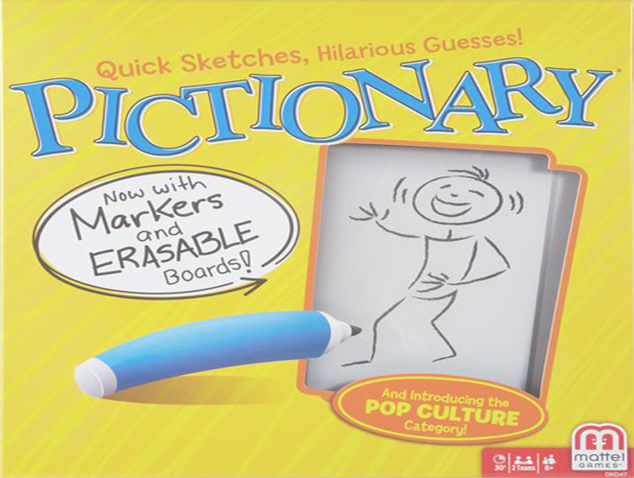 Quick Sketches, Hilarious Guesses!
PICTIONARY
Now with
Markers
and
ERASABLE
Boards!
And Introducing the
POP CULTURE
Category!
mattel
GAMES
30' 2 Teams 8+
DKD47